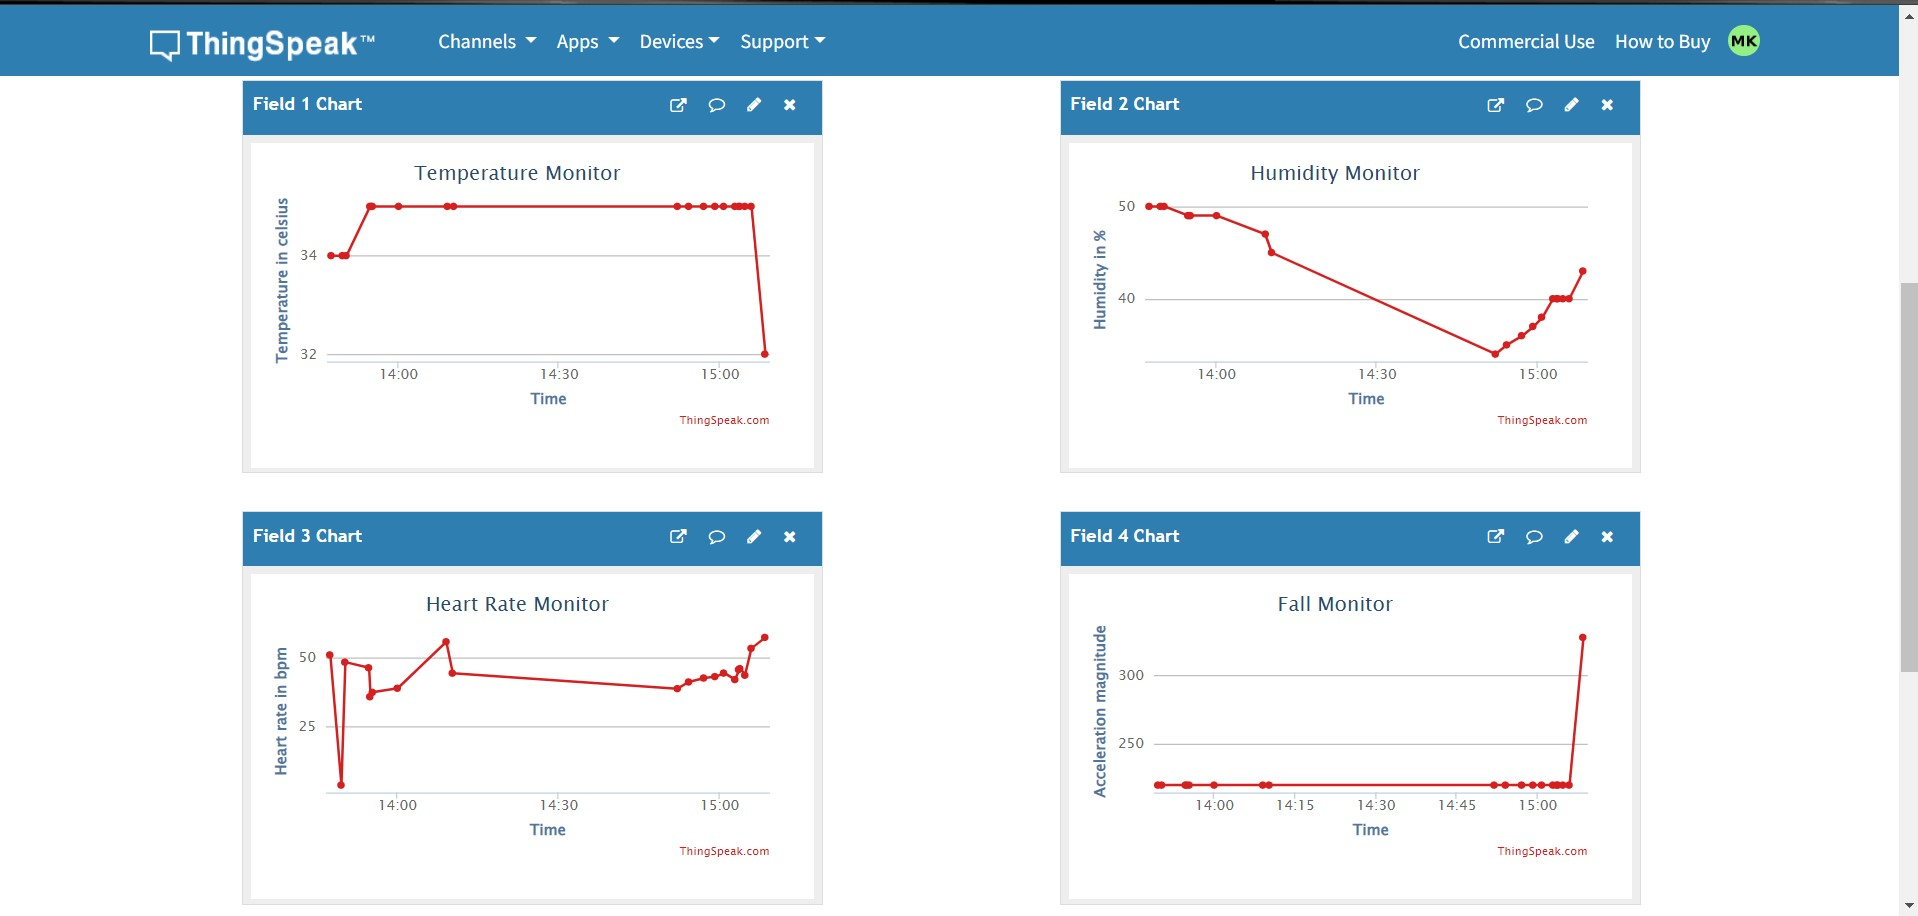 ThingSpeak™ Channels Apps Devices Support Commercial Use How to Buy MK
Field 1 Chart
Temperature Monitor
Temperature in celsius
34
32
14:00 14:30 15:00
Time
ThingSpeak.com
Field 2 Chart
Humidity Monitor
Humidity in %
50
40
14:00 14:30 15:00
Time
ThingSpeak.com
Field 3 Chart
Heart Rate Monitor
Heart rate in bpm
50
25
14:00 14:30 15:00
Time
ThingSpeak.com
Field 4 Chart
Fall Monitor
Acceleration magnitude
300
250
14:00 14:15 14:30 14:45 15:00
Time
ThingSpeak.com